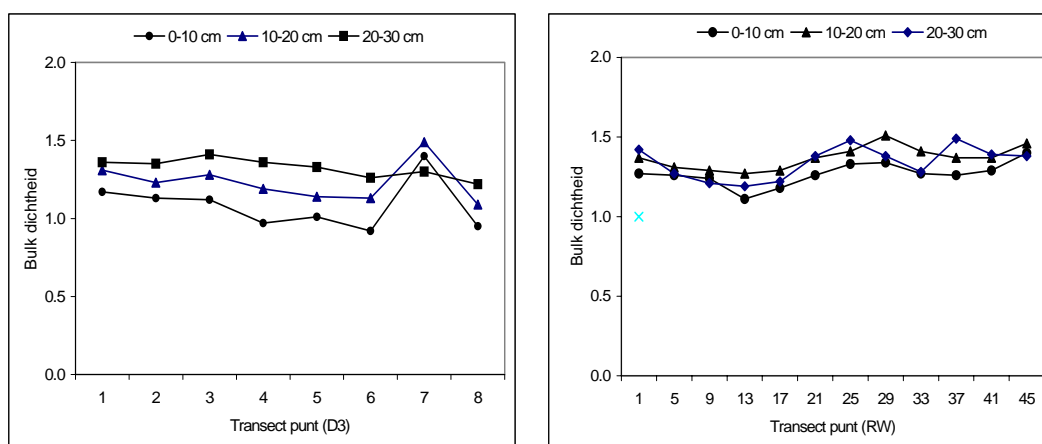 0-10 cm 10-20 cm 20-30 cm
2.0
1.5
1.0
0.5
0.0
Bulk dichtheid
1 2 3 4 5 6 7 8
Transect punt (D3)
0-10 cm 10-20 cm 20-30 cm
2.0
1.5
1.0
0.5
0.0
Bulk dichtheid
1 5 9 13 17 21 25 29 33 37 41 45
Transect punt (RW)